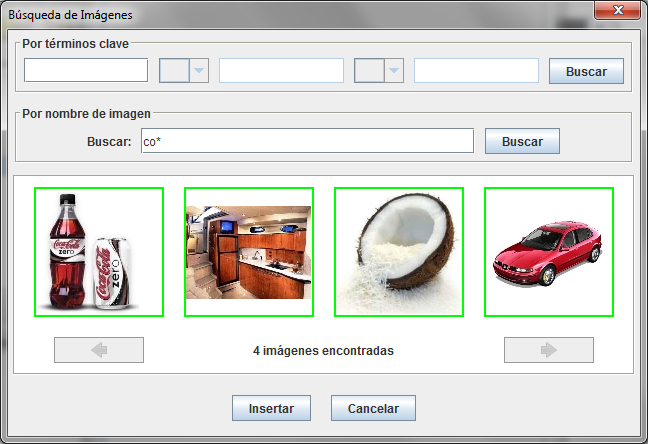 Búsqueda de Imágenes
Por términos clave
Buscar
Por nombre de imagen
Buscar: co* Buscar
Coca-Cola
zero
Coca-Cola
zero
4 imágenes encontradas
Insertar Cancelar